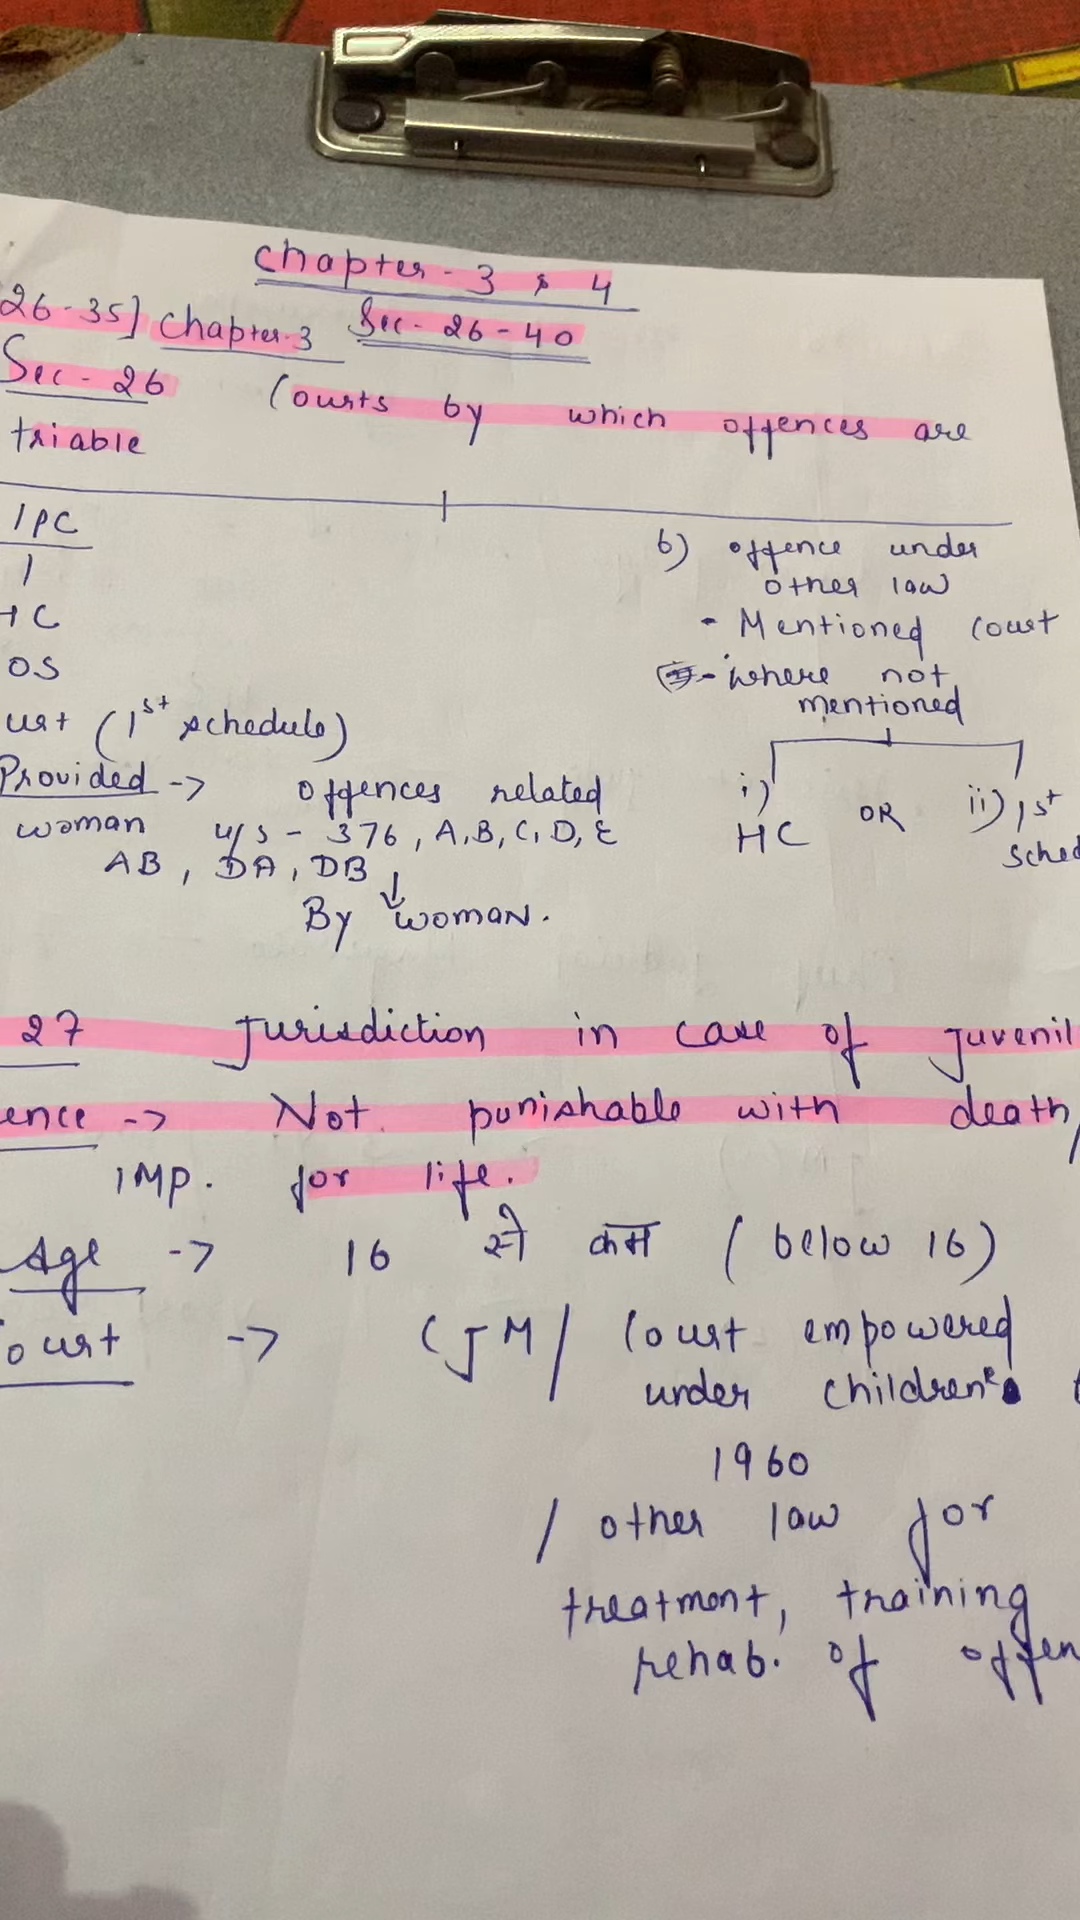 Chapter - 3 & 4
26-35] Chapter-3 Sec - 26 - 40
Sec - 26 Courts by which offences are
triable
IPC
b) offence under
other law
HC
- Mentioned Court
OS
- where not
mentioned
urt (1st schedule)
Provided -> offences related
i) OR ii) 1st
woman u/s - 376, A, B, C, D, E
HC
Sched
AB, DA, DB
By woman.
27 Jurisdiction in case of Juvenil
ence -> Not punishable with death/
IMP. for life.
Age -> 16 से कम (below 16)
Court -> CJM/ Court empowered
under children's
1960
/ other law for
treatment, training
rehab. of offen